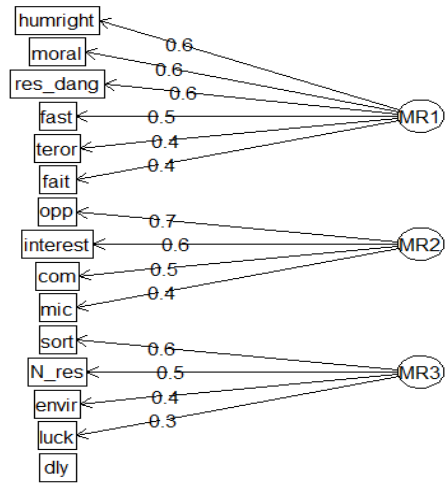 humright
0.6
moral
0.6
res_dang
0.6
fast
0.5
MR1
teror
0.4
fait
0.4
opp
0.7
interest
0.6
MR2
com
0.5
mic
0.4
sort
0.6
N_res
0.5
MR3
envir
0.4
luck
0.3
dly